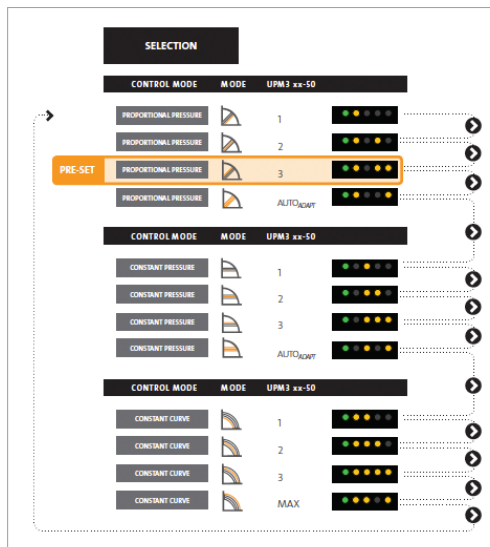 SELECTION
CONTROL MODE MODE UPM3 xx-50
PROPORTIONAL PRESSURE 1
PROPORTIONAL PRESSURE 2
PRE-SET PROPORTIONAL PRESSURE 3
PROPORTIONAL PRESSURE AUTOADAPT
CONTROL MODE MODE UPM3 xx-50
CONSTANT PRESSURE 1
CONSTANT PRESSURE 2
CONSTANT PRESSURE 3
CONSTANT PRESSURE AUTOADAPT
CONTROL MODE MODE UPM3 xx-50
CONSTANT CURVE 1
CONSTANT CURVE 2
CONSTANT CURVE 3
CONSTANT CURVE MAX